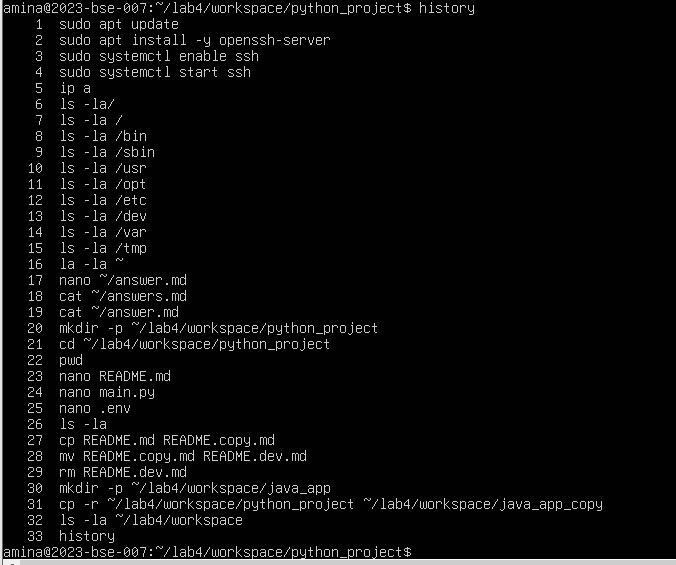 amina@2023-bse-007:~/lab4/workspace/python_project$ history
1 sudo apt update
2 sudo apt install -y openssh-server
3 sudo systemctl enable ssh
4 sudo systemctl start ssh
5 ip a
6 ls -la/
7 ls -la /
8 ls -la /bin
9 ls -la /sbin
10 ls -la /usr
11 ls -la /opt
12 ls -la /etc
13 ls -la /dev
14 ls -la /var
15 ls -la /tmp
16 la -la ~
17 nano ~/answer.md
18 cat ~/answers.md
19 cat ~/answer.md
20 mkdir -p ~/lab4/workspace/python_project
21 cd ~/lab4/workspace/python_project
22 pwd
23 nano README.md
24 nano main.py
25 nano .env
26 ls -la
27 cp README.md README.copy.md
28 mv README.copy.md README.dev.md
29 rm README.dev.md
30 mkdir -p ~/lab4/workspace/java_app
31 cp -r ~/lab4/workspace/python_project ~/lab4/workspace/java_app_copy
32 ls -la ~/lab4/workspace
33 history
amina@2023-bse-007:~/lab4/workspace/python_project$